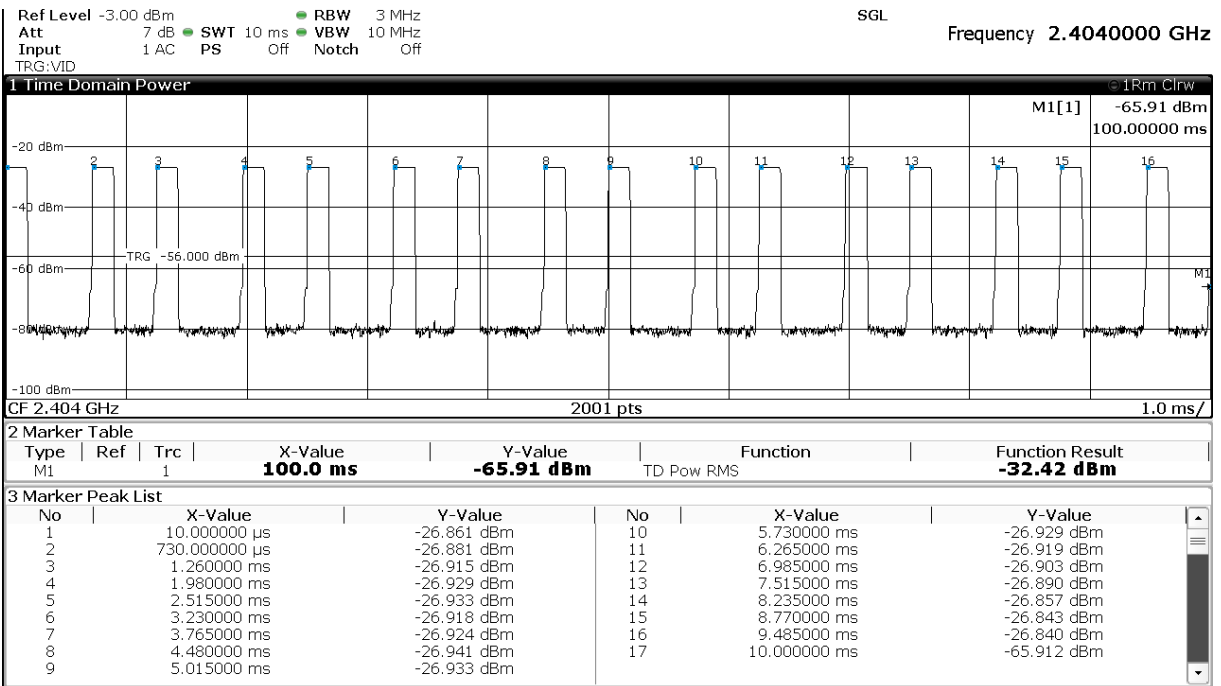 Ref Level -3.00 dBm RBW 3 MHz SGL
Att 7 dB SWT 10 ms VBW 10 MHz Frequency 2.4040000 GHz
Input 1 AC PS Off Notch Off
TRG:VID
1 Time Domain Power 1Rm Clrw
M1[1] -65.91 dBm
100.00000 ms
-20 dBm
2 3 4 5 6 7 8 9 10 11 12 13 14 15 16
-40 dBm
TRG -56.000 dBm
-60 dBm
M1
-80 dBm
-100 dBm
CF 2.404 GHz 2001 pts 1.0 ms/
2 Marker Table
Type Ref Trc X-Value Y-Value Function Function Result
M1 1 100.0 ms -65.91 dBm TD Pow RMS -32.42 dBm
3 Marker Peak List
No X-Value Y-Value No X-Value Y-Value
1 10.000000 µs -26.861 dBm 10 5.730000 ms -26.929 dBm
2 730.000000 µs -26.881 dBm 11 6.265000 ms -26.919 dBm
3 1.260000 ms -26.915 dBm 12 6.985000 ms -26.903 dBm
4 1.980000 ms -26.929 dBm 13 7.515000 ms -26.890 dBm
5 2.515000 ms -26.933 dBm 14 8.235000 ms -26.857 dBm
6 3.230000 ms -26.918 dBm 15 8.770000 ms -26.843 dBm
7 3.765000 ms -26.924 dBm 16 9.485000 ms -26.840 dBm
8 4.480000 ms -26.941 dBm 17 10.000000 ms -65.912 dBm
9 5.015000 ms -26.933 dBm